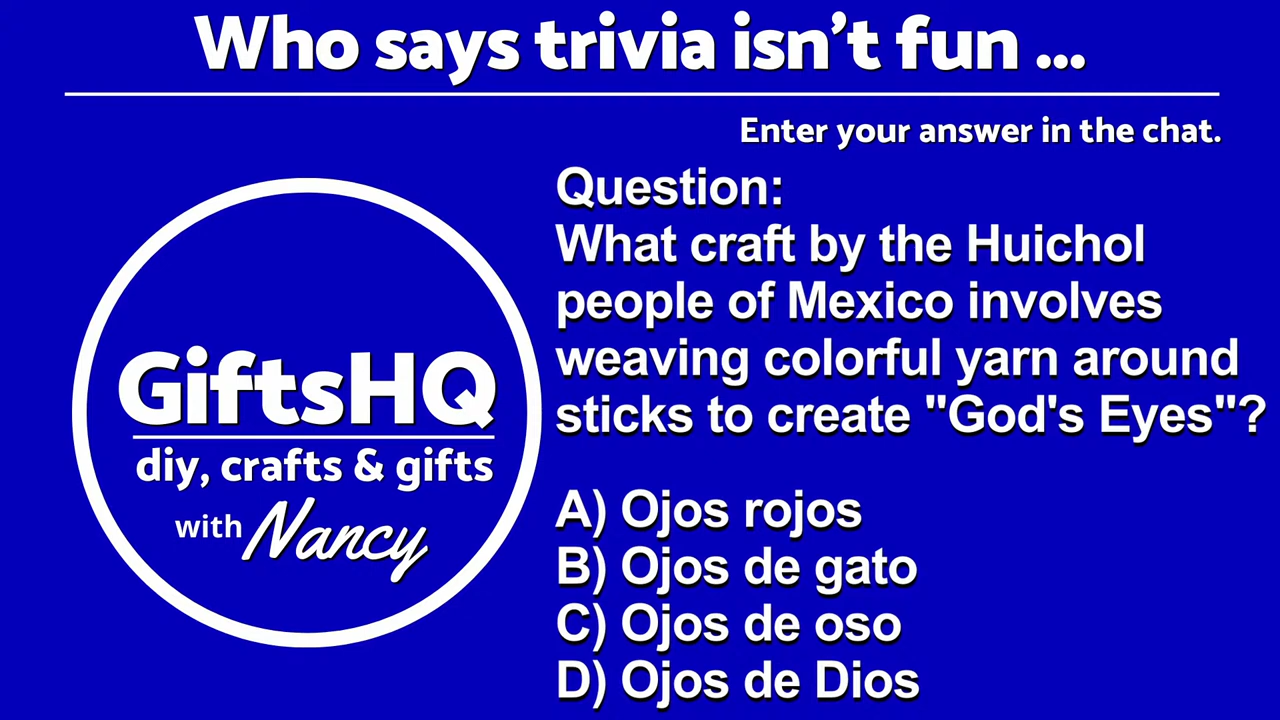 Who says trivia isn't fun ...
Enter your answer in the chat.
GiftsHQ
diy, crafts & gifts
with Nancy
Question:
What craft by the Huichol
people of Mexico involves
weaving colorful yarn around
sticks to create "God's Eyes"?
A) Ojos rojos
B) Ojos de gato
C) Ojos de oso
D) Ojos de Dios